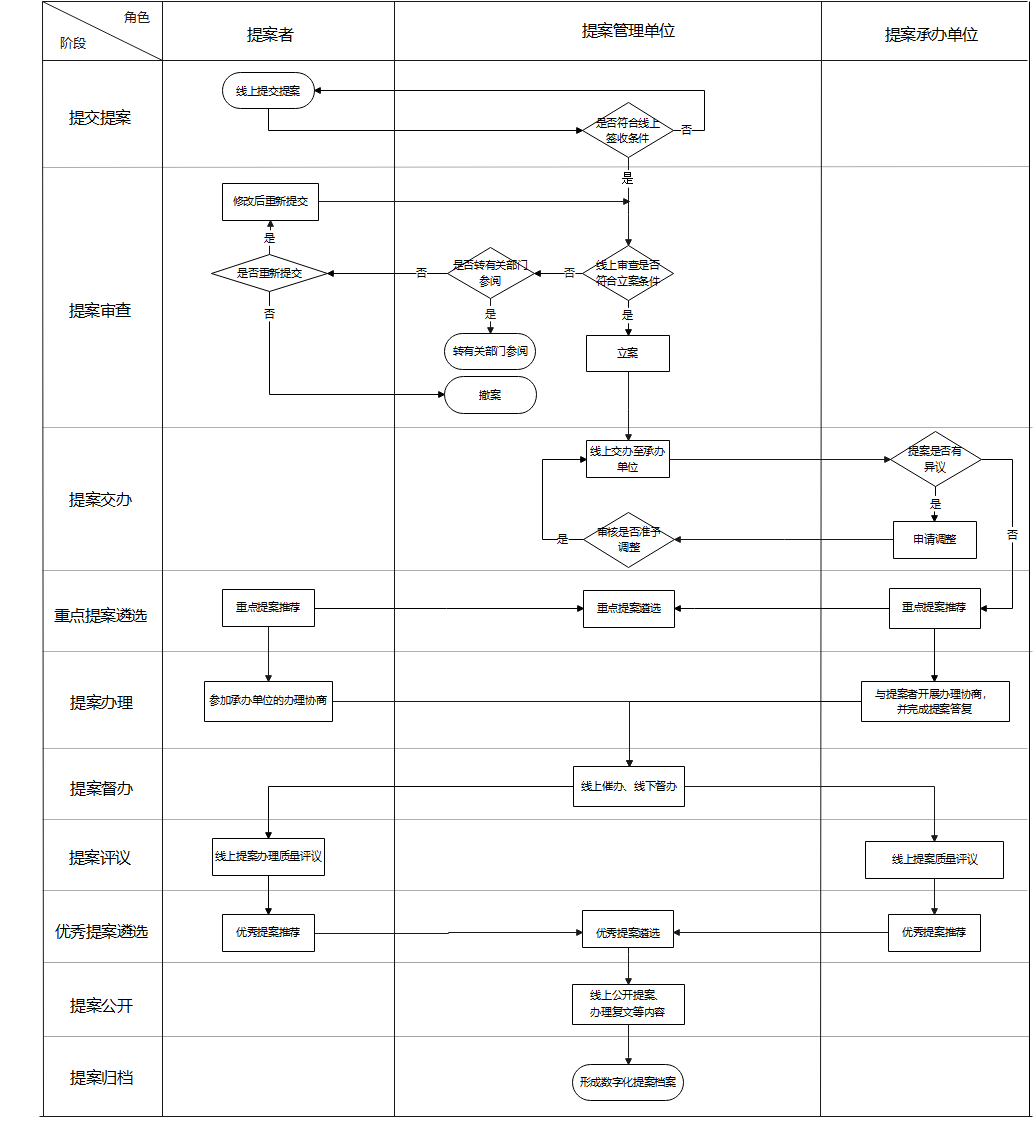 角色
阶段
提案者
提案管理单位
提案承办单位
提交提案
线上提交提案
是否符合线上
签收条件
否
是
提案审查
修改后重新提交
是
是否重新提交
否
是否转有关部门
参阅
否
线上审查是否
符合立案条件
否
是
是
转有关部门参阅
立案
撤案
提案交办
线上交办至承办
单位
提案是否有
异议
是
否
审核是否准予
调整
是
申请调整
重点提案遴选
重点提案推荐
重点提案遴选
重点提案推荐
提案办理
参加承办单位的办理协商
与提案者开展办理协商，
并完成提案答复
提案督办
线上催办、线下督办
提案评议
线上提案办理质量评议
线上提案质量评议
优秀提案遴选
优秀提案推荐
优秀提案遴选
优秀提案推荐
提案公开
线上公开提案、
办理复文等内容
提案归档
形成数字化提案档案